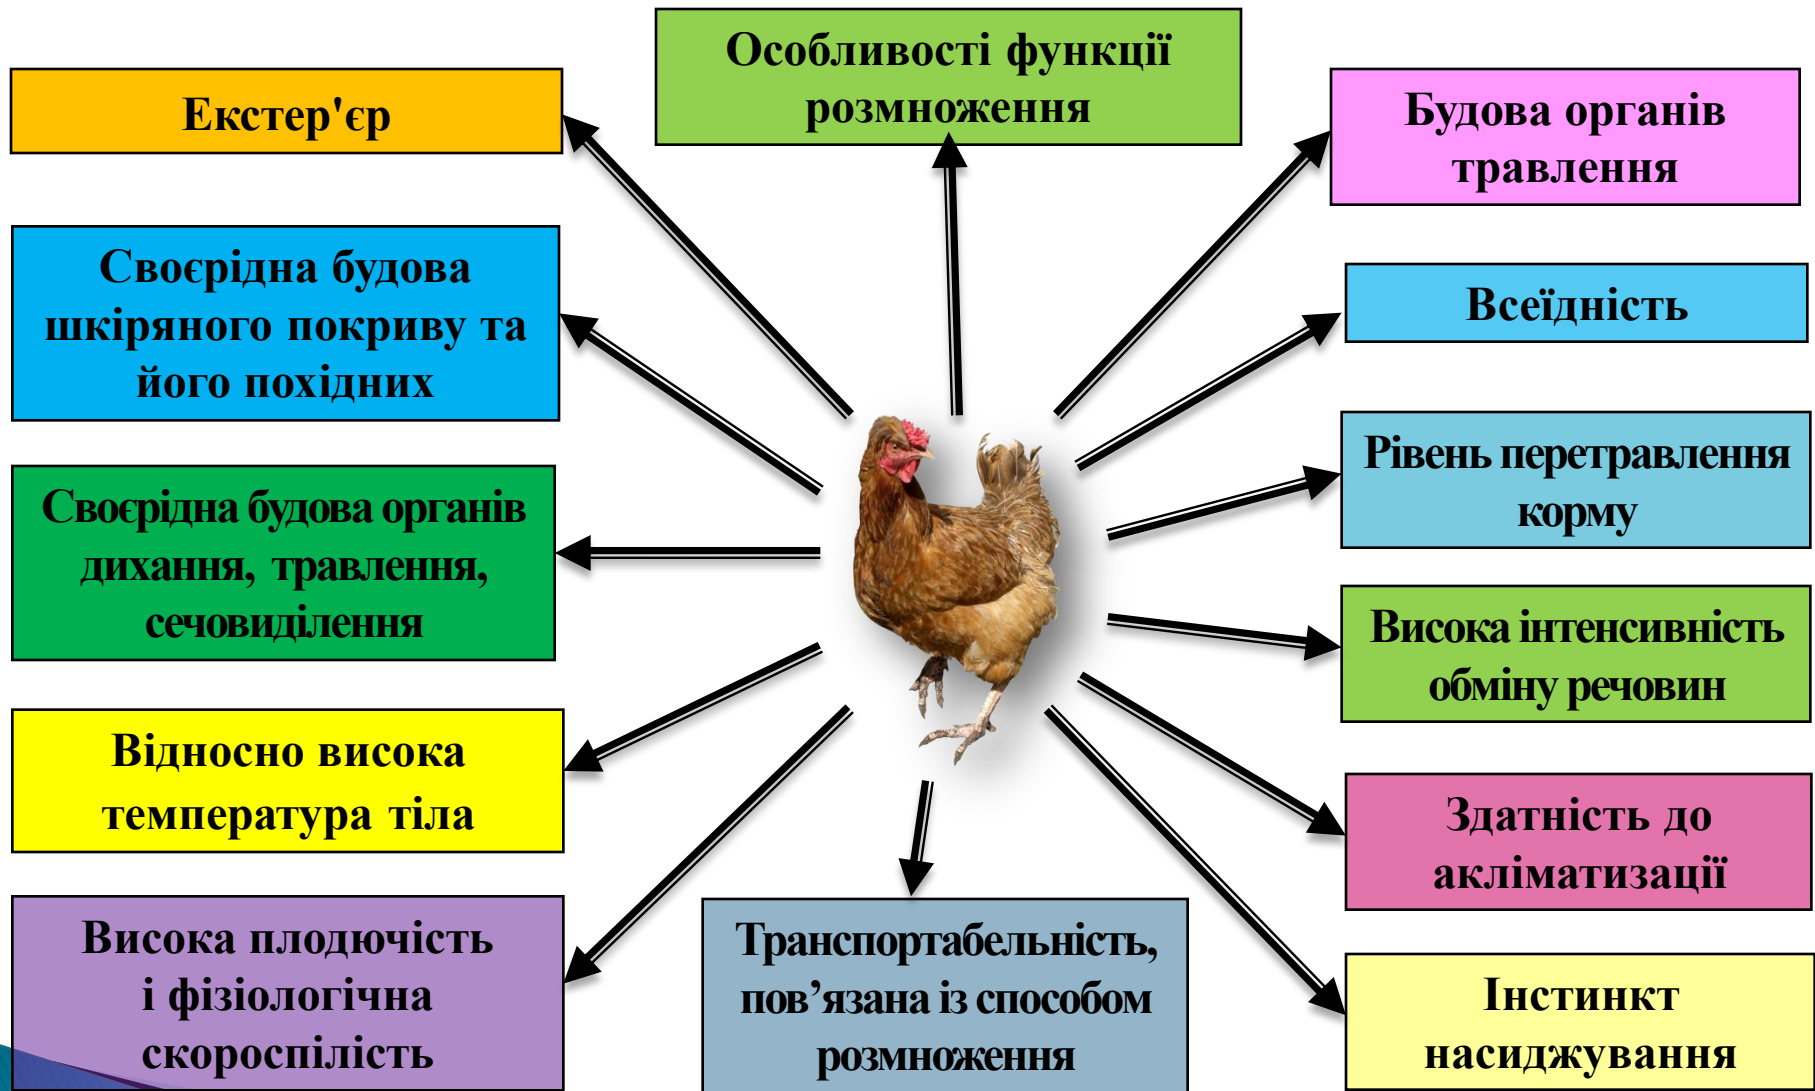 Особливості функції
розмноження
Екстер'єр
Своєрідна будова
шкіряного покриву та
його похідних
Своєрідна будова органів
дихання, травлення,
сечовиділення
Відносно висока
температура тіла
Висока плодючість
і фізіологічна
скороспілість
Транспортабельність,
пов’язана із способом
розмноження
Будова органів
травлення
Всеїдність
Рівень перетравлення
корму
Висока інтенсивність
обміну речовин
Здатність до
акліматизації
Інстинкт
насиджування